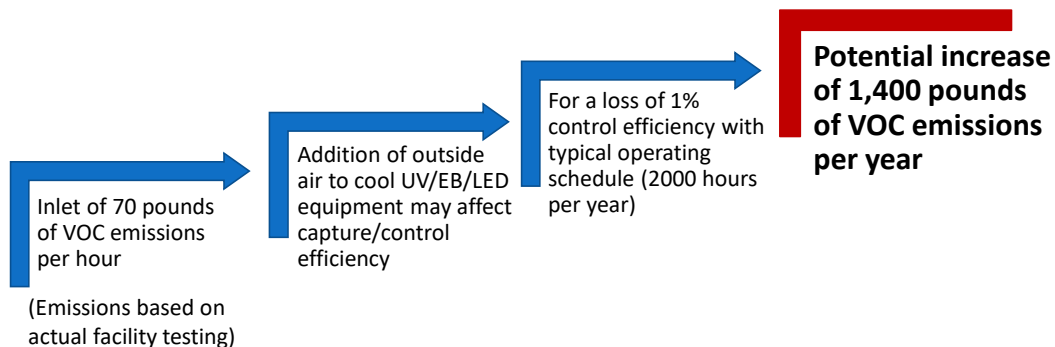 Inlet of 70 pounds
of VOC emissions
per hour
(Emissions based on
actual facility testing)
Addition of outside
air to cool UV/EB/LED
equipment may affect
capture/control
efficiency
For a loss of 1%
control efficiency with
typical operating
schedule (2000 hours
per year)
Potential increase
of 1,400 pounds
of VOC emissions
per year